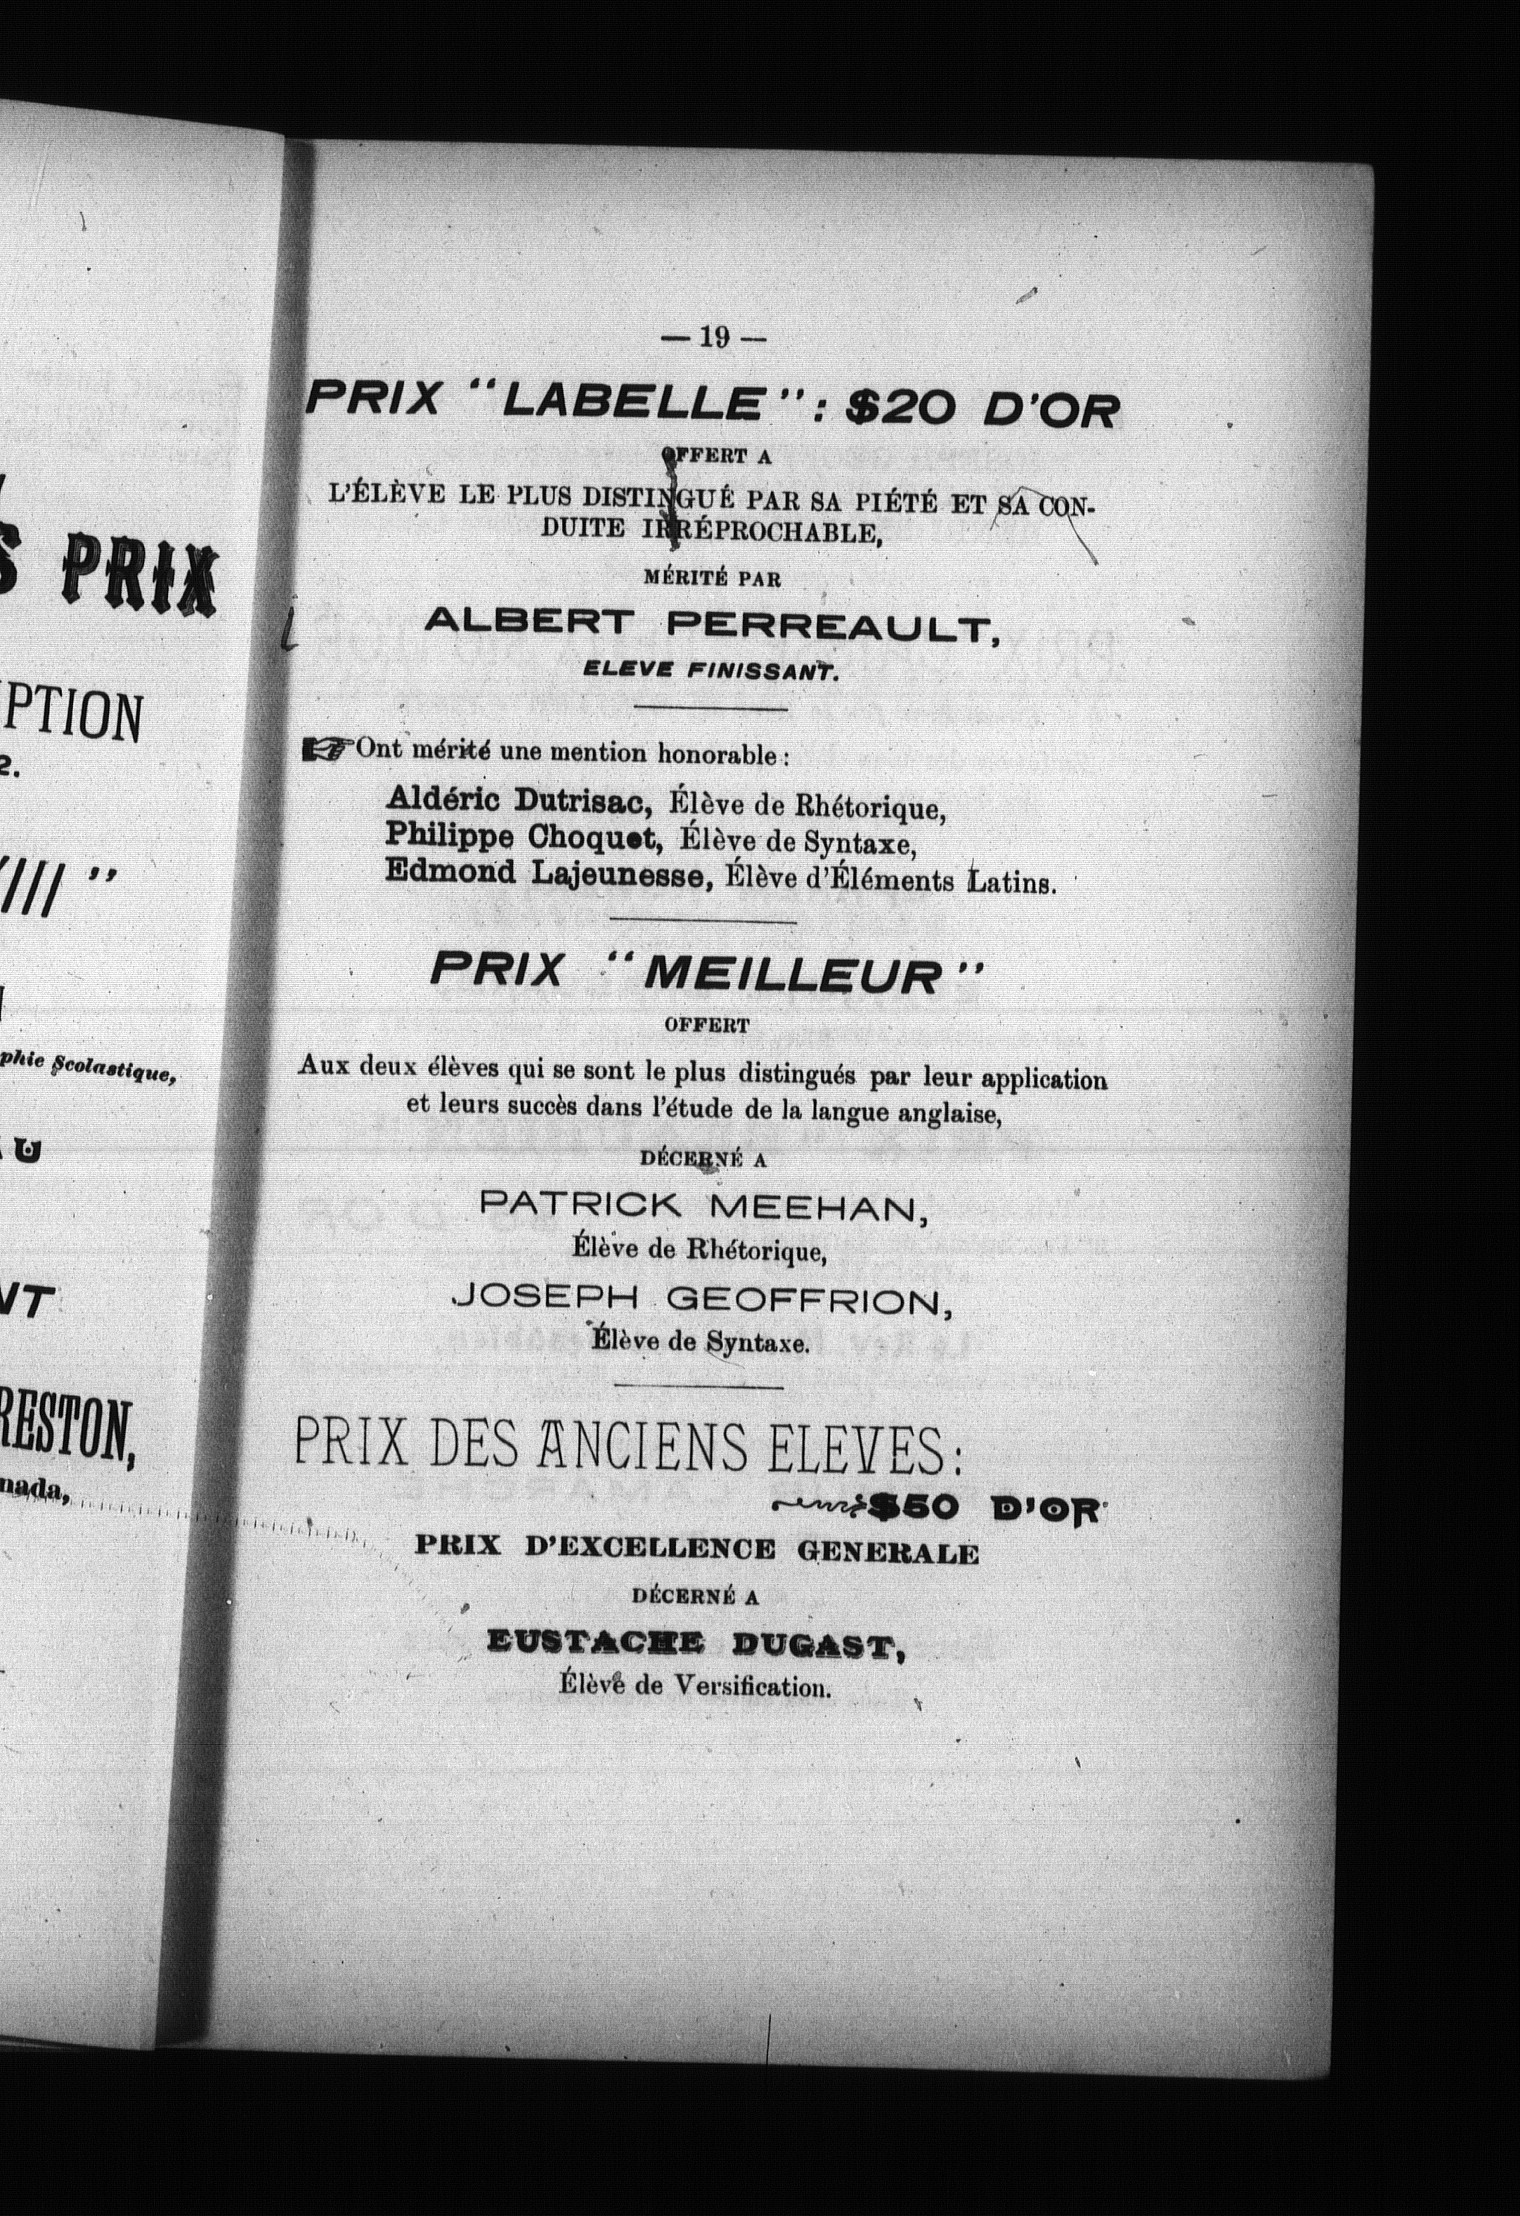 PRIX
PTION
2.
III ”
phie Scolastique,
RESTON,
nada,
— 19 —
PRIX “LABELLE”: $20 D'OR
OFFERT A
L'ÉLÈVE LE PLUS DISTINGUÉ PAR SA PIÉTÉ ET SA CON-
DUITE IRRÉPROCHABLE,
MÉRITÉ PAR
ALBERT PERREAULT,
ELEVE FINISSANT.
☞ Ont mérité une mention honorable :
Aldéric Dutrisac, Élève de Rhétorique,
Philippe Choquet, Élève de Syntaxe,
Edmond Lajeunesse, Élève d'Éléments Latins.
PRIX “MEILLEUR”
OFFERT
Aux deux élèves qui se sont le plus distingués par leur application
et leurs succès dans l'étude de la langue anglaise,
DÉCERNÉ A
PATRICK MEEHAN,
Élève de Rhétorique,
JOSEPH GEOFFRION,
Élève de Syntaxe.
PRIX DES ANCIENS ELEVES:
$50 D'OR
PRIX D'EXCELLENCE GENERALE
DÉCERNÉ A
EUSTACHE DUGAST,
Élève de Versification.